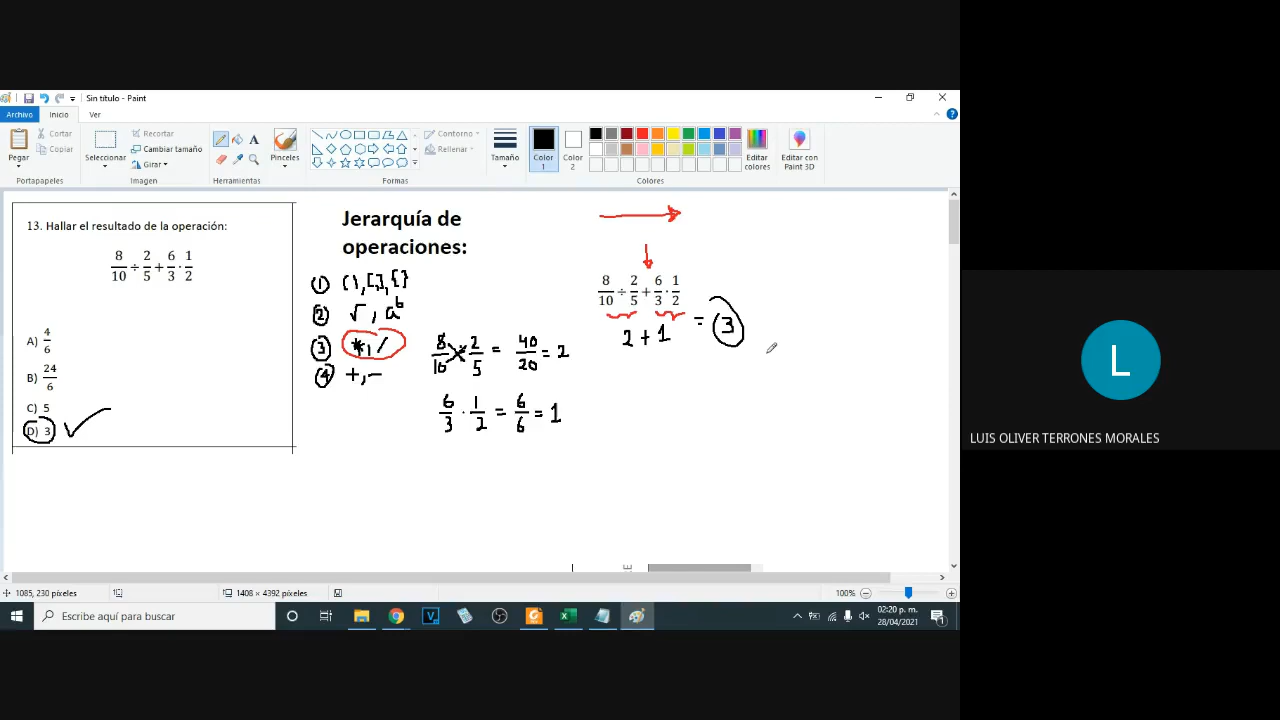 Sin título - Paint
Archivo Inicio Ver
Pegar
Cortar
Copiar
Portapapeles
Seleccionar
Recortar
Cambiar tamaño
Girar
Imagen
A
Herramientas
Pinceles
Contorno
Rellenar
Formas
Tamaño
Color 1
Color 2
Editar colores
Editar con Paint 3D
Colores
13. Hallar el resultado de la operación:
8/10 ÷ 2/5 + 6/3 · 1/2
A) 4/6
B) 24/6
C) 5
D) 3
Jerarquía de
operaciones:
① ( ), [ ], { }
② √, a^b
③ *, /
④ +, -
8/10 ÷ 2/5 = 40/20 = 2
6/3 · 1/2 = 6/6 = 1
8/10 ÷ 2/5 + 6/3 · 1/2
2 + 1 = 3
L
LUIS OLIVER TERRONES MORALES
1085, 230 píxeles
1408 × 4392 píxeles
100%
Escribe aquí para buscar
02:20 p. m.
28/04/2021